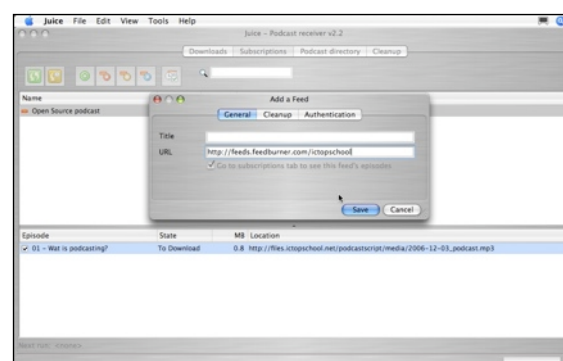 Juice File Edit View Tools Help
Juice - Podcast receiver v2.2
Downloads Subscriptions Podcast directory Cleanup
Name
Open Source podcast
Add a Feed
General Cleanup Authentication
Title
URL http://feeds.feedburner.com/ictopschool
Go to subscriptions tab to see this feed's episodes
Save Cancel
Episode State MB Location
01 - Wat is podcasting? To Download 0.8 http://files.ictopschool.net/podcastscript/media/2006-12-03_podcast.mp3
Next run: <none>